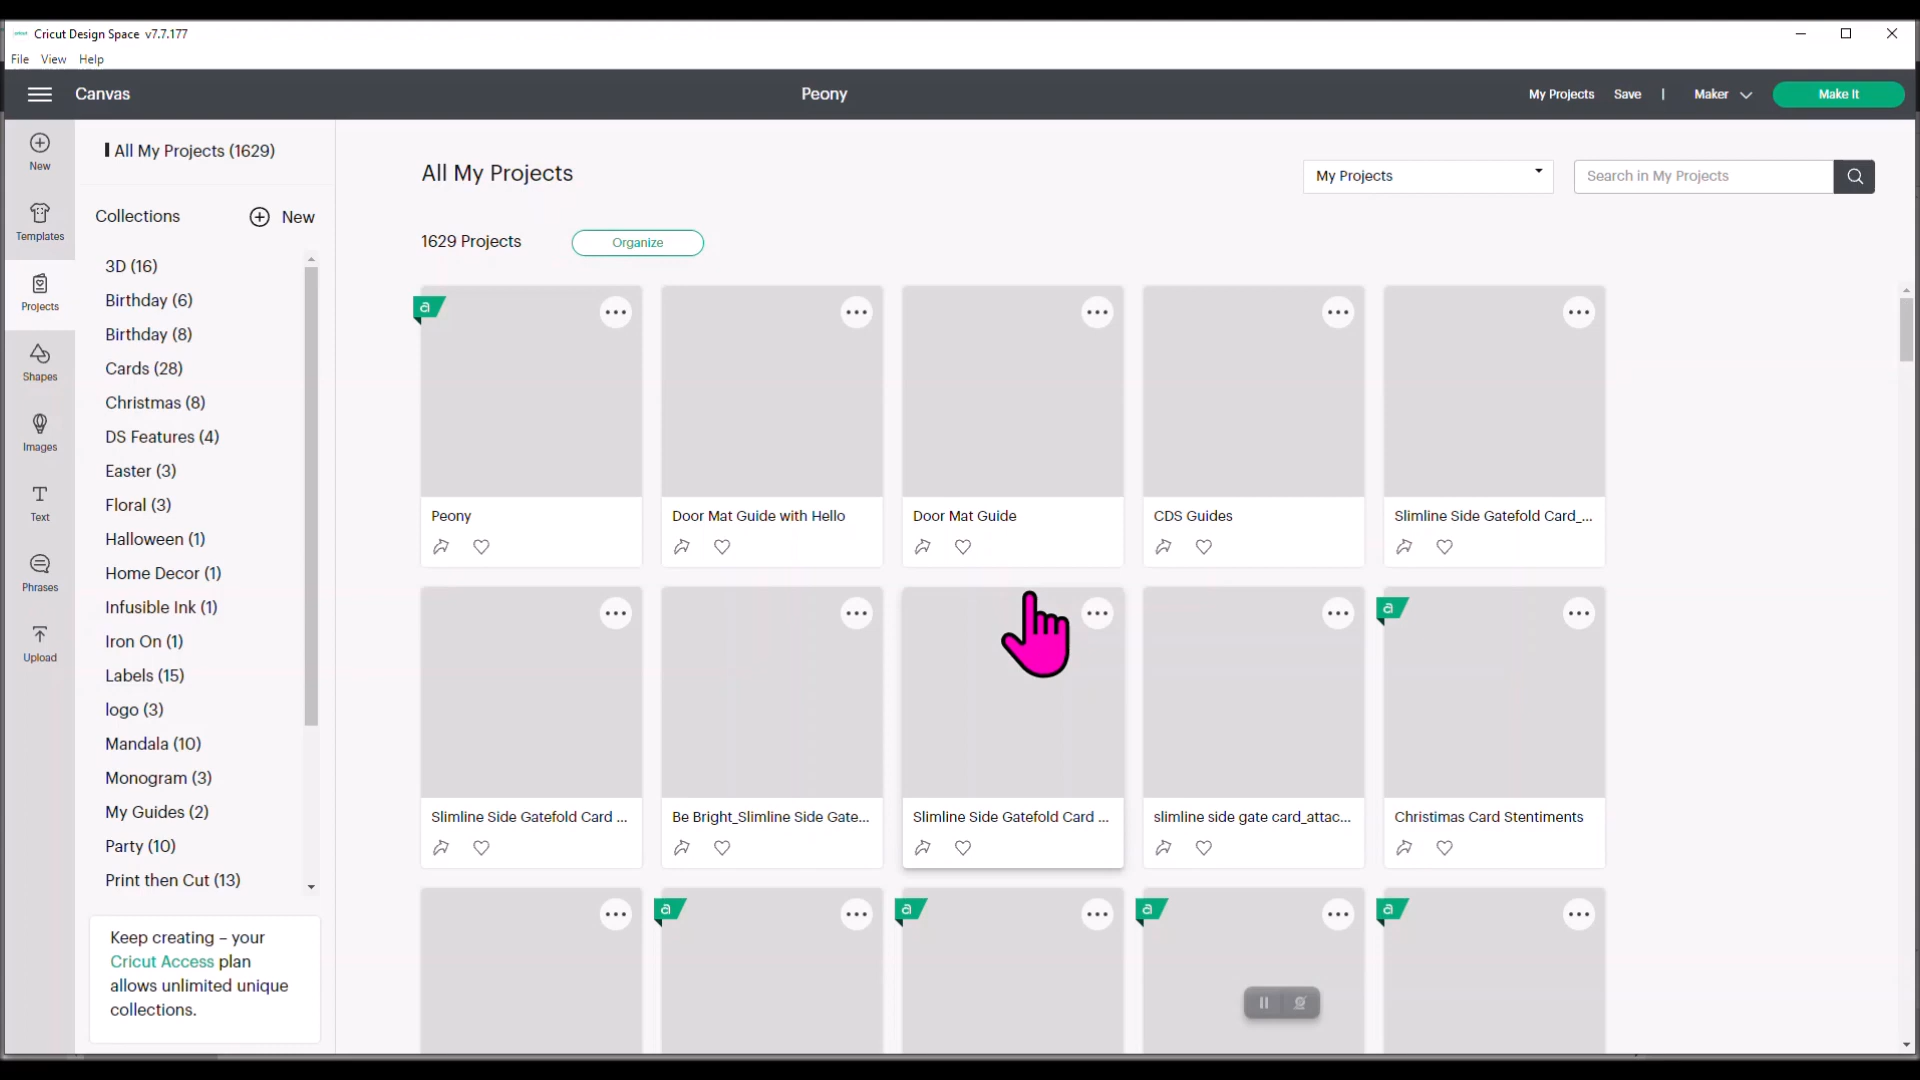 Cricut Design Space v7.7.177
File View Help
Canvas
Peony
My Projects Save | Maker Make It
New
Templates
Projects
Shapes
Images
Text
Phrases
Upload
All My Projects (1629)
Collections New
3D (16)
Birthday (6)
Birthday (8)
Cards (28)
Christmas (8)
DS Features (4)
Easter (3)
Floral (3)
Halloween (1)
Home Decor (1)
Infusible Ink (1)
Iron On (1)
Labels (15)
logo (3)
Mandala (10)
Monogram (3)
My Guides (2)
Party (10)
Print then Cut (13)
Keep creating – your
Cricut Access plan
allows unlimited unique
collections.
All My Projects
My Projects
Search in My Projects
1629 Projects Organize
a
Peony
Door Mat Guide with Hello
Door Mat Guide
CDS Guides
Slimline Side Gatefold Card_...
a
Slimline Side Gatefold Card ...
Be Bright_Slimline Side Gate...
Slimline Side Gatefold Card ...
slimline side gate card_attac...
Christimas Card Stentiments
a
a
a
a